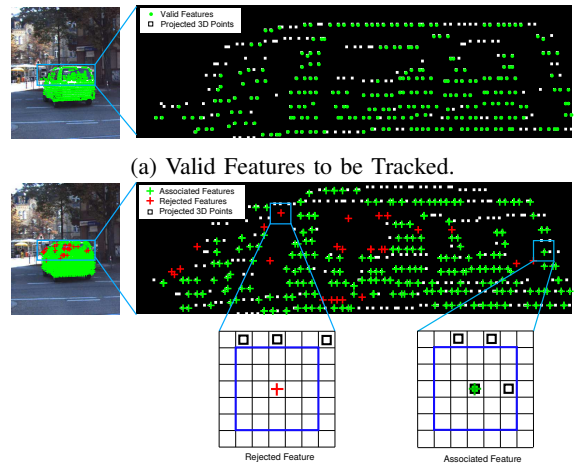 Valid Features
Projected 3D Points
(a) Valid Features to be Tracked.
Associated Features
Rejected Features
Projected 3D Points
Rejected Feature
Associated Feature